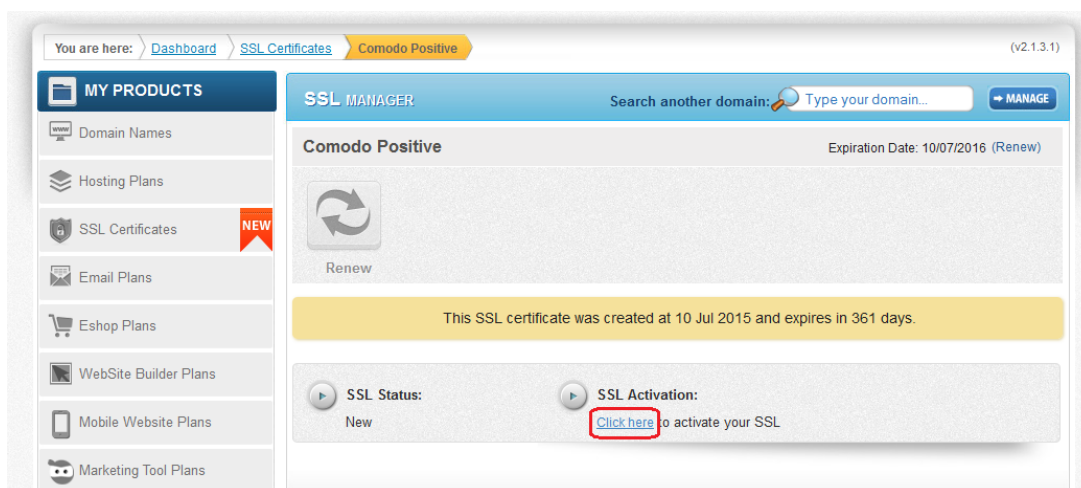 You are here: Dashboard SSL Certificates Comodo Positive (v2.1.3.1)
MY PRODUCTS
Domain Names
Hosting Plans
SSL Certificates NEW
Email Plans
Eshop Plans
WebSite Builder Plans
Mobile Website Plans
Marketing Tool Plans
SSL MANAGER Search another domain: Type your domain... MANAGE
Comodo Positive Expiration Date: 10/07/2016 (Renew)
Renew
This SSL certificate was created at 10 Jul 2015 and expires in 361 days.
SSL Status: SSL Activation:
New Click here to activate your SSL